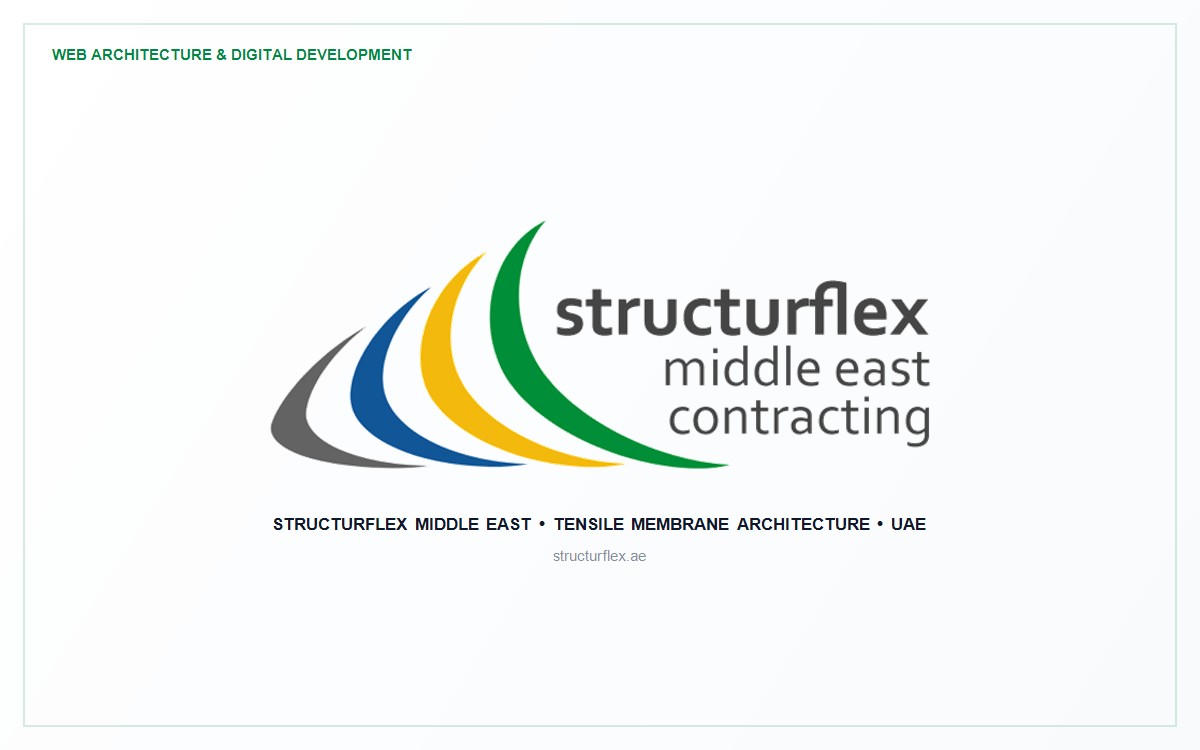 WEB ARCHITECTURE & DIGITAL DEVELOPMENT
structurflex
middle east
contracting
STRUCTURFLEX MIDDLE EAST • TENSILE MEMBRANE ARCHITECTURE • UAE
structurflex.ae